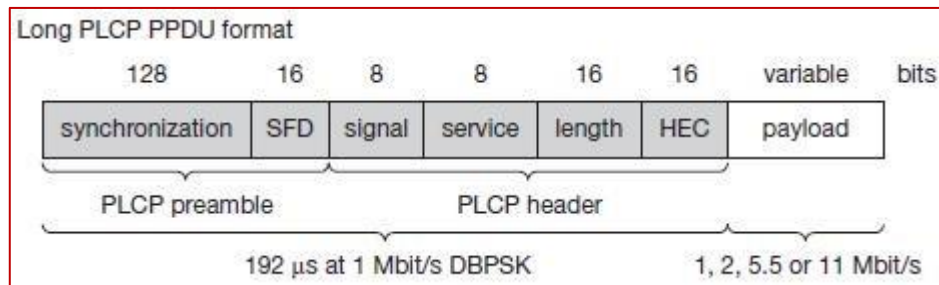 Long PLCP PPDU format
128 16 8 8 16 16 variable bits
synchronization SFD signal service length HEC payload
PLCP preamble PLCP header
192 μs at 1 Mbit/s DBPSK 1, 2, 5.5 or 11 Mbit/s